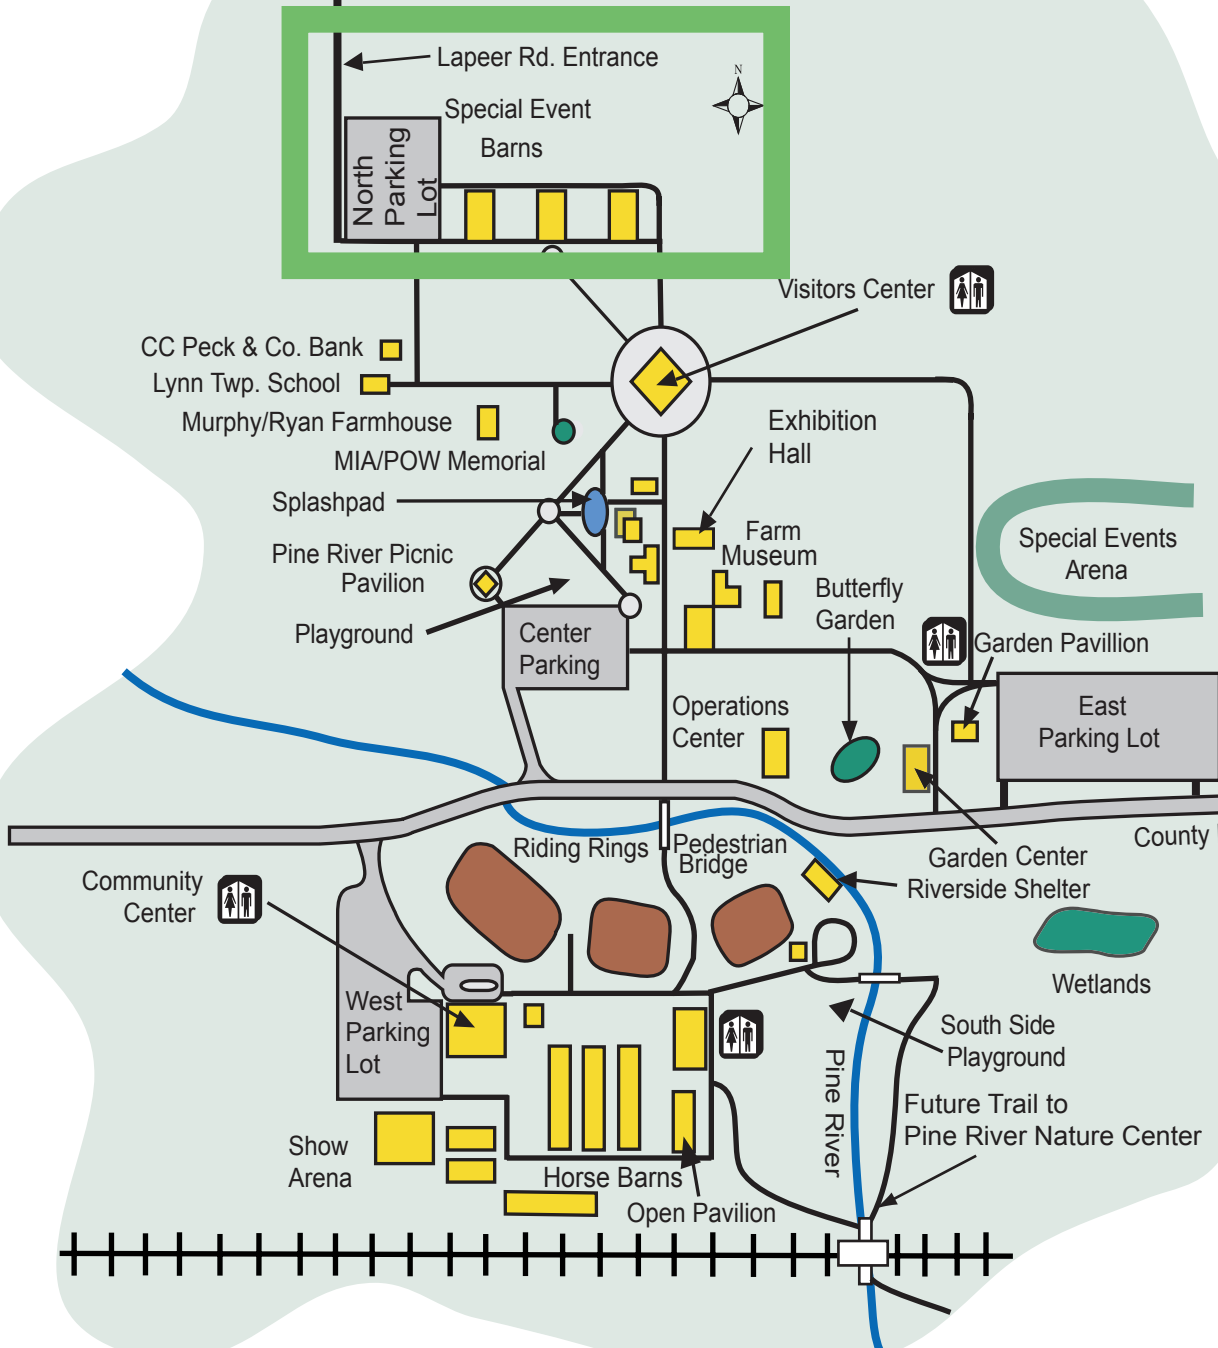 Lapeer Rd. Entrance
N
Special Event
Barns
North
Parking
Lot
Visitors Center
CC Peck & Co. Bank
Lynn Twp. School
Murphy/Ryan Farmhouse
MIA/POW Memorial
Exhibition
Hall
Splashpad
Farm
Museum
Special Events
Arena
Pine River Picnic
Pavilion
Butterfly
Garden
Playground
Center
Parking
Garden Pavillion
Operations
Center
East
Parking Lot
County
Riding Rings
Pedestrian
Bridge
Garden Center
Riverside Shelter
Community
Center
Wetlands
West
Parking
Lot
South Side
Playground
Pine River
Future Trail to
Pine River Nature Center
Show
Arena
Horse Barns
Open Pavilion